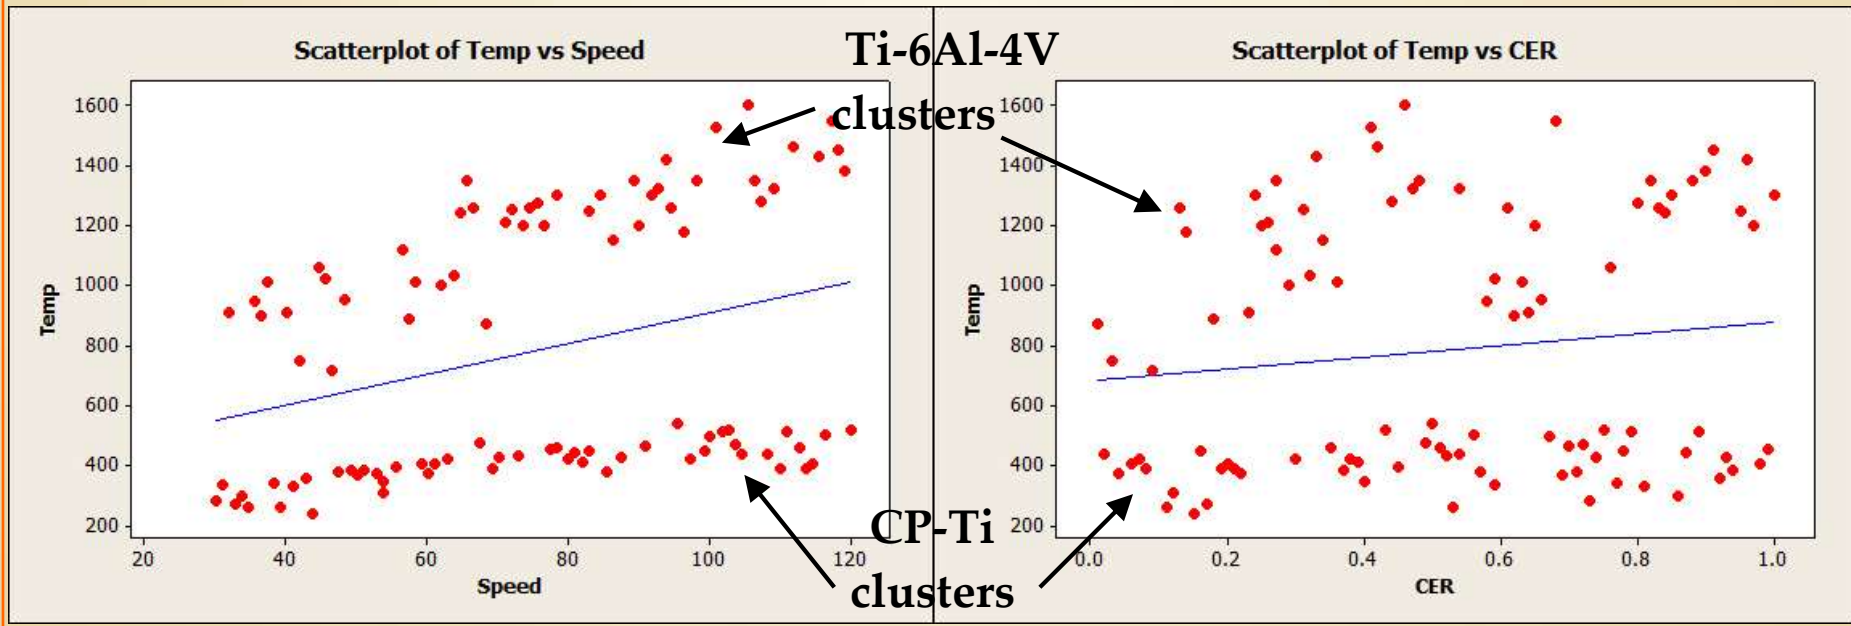 Scatterplot of Temp vs Speed
Temp
1600
1400
1200
1000
800
600
400
200
20 40 60 80 100 120
Speed
Ti-6Al-4V
clusters
CP-Ti
clusters
Scatterplot of Temp vs CER
Temp
1600
1400
1200
1000
800
600
400
200
0.0 0.2 0.4 0.6 0.8 1.0
CER